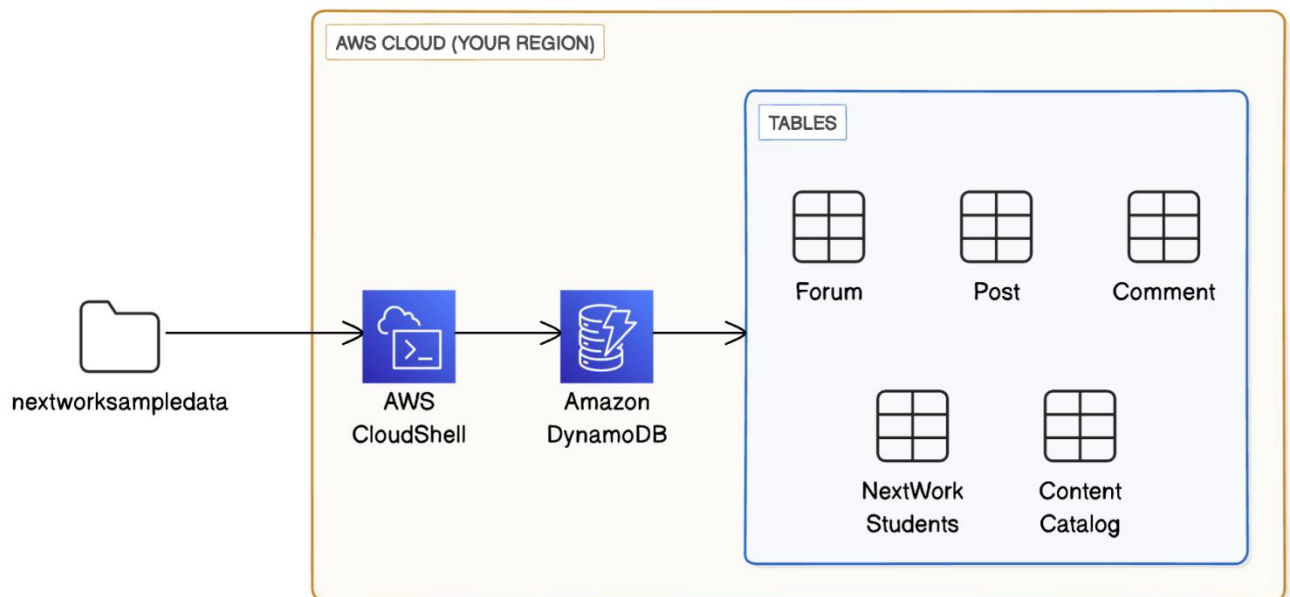 AWS CLOUD (YOUR REGION)
TABLES
Forum
Post
Comment
nextworksampledata
AWS
CloudShell
Amazon
DynamoDB
NextWork
Students
Content
Catalog